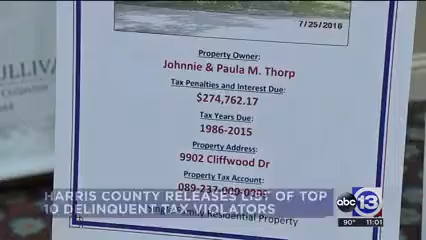 7/25/2016
Property Owner:
Johnnie & Paula M. Thorp
Tax Penalties and Interest Due:
$274,762.17
Tax Years Due:
1986-2015
Property Address:
9902 Cliffwood Dr
Property Tax Account:
Family Residential Property
HARRIS COUNTY RELEASES LIST OF TOP
10 DELINQUENT TAX VIOLATORS
abc 13
90° 11:01